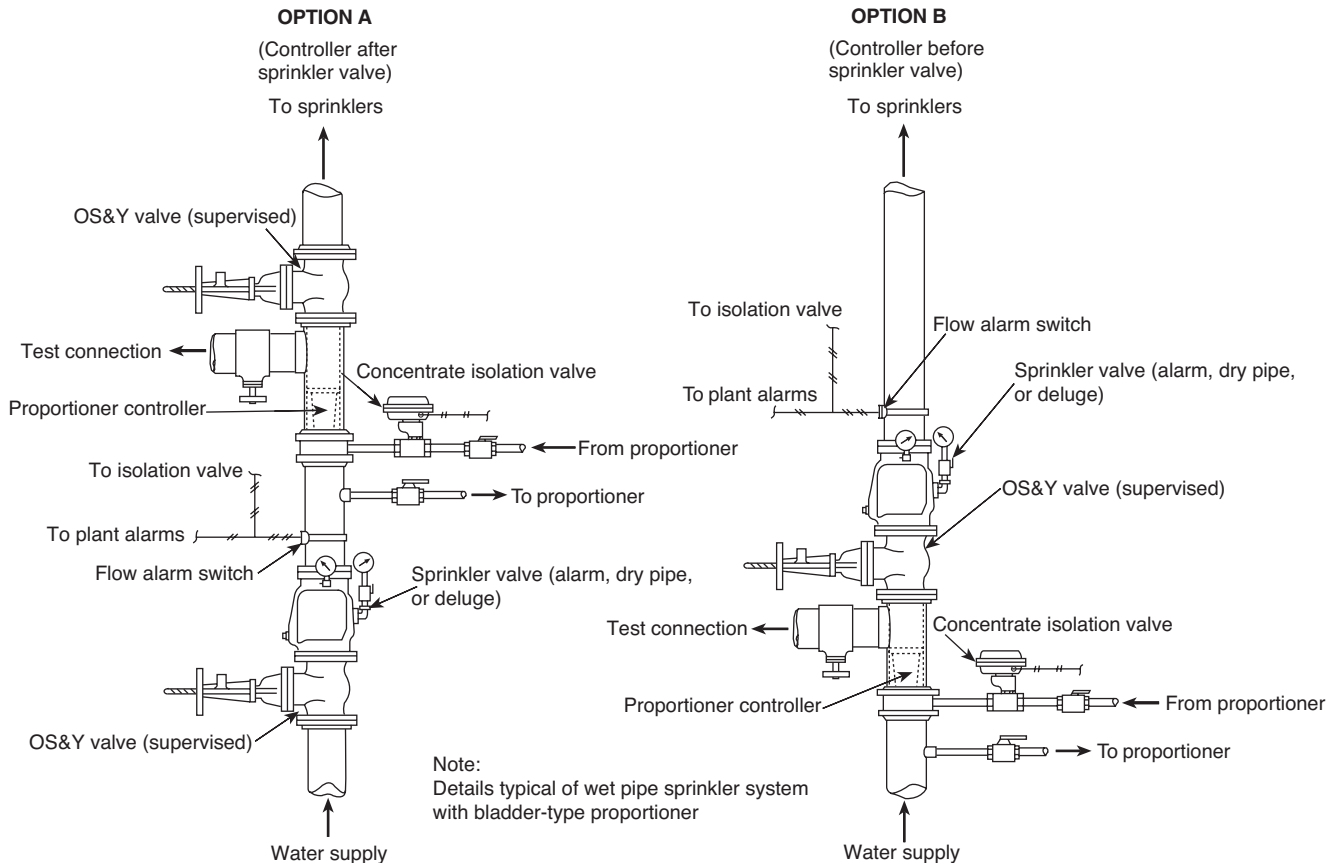 OPTION A
(Controller after
sprinkler valve)
To sprinklers
OS&Y valve (supervised)
Test connection
Concentrate isolation valve
Proportioner controller
From proportioner
To isolation valve
To proportioner
To plant alarms
Flow alarm switch
Sprinkler valve (alarm, dry pipe,
or deluge)
OS&Y valve (supervised)
Water supply
Note:
Details typical of wet pipe sprinkler system
with bladder-type proportioner
OPTION B
(Controller before
sprinkler valve)
To sprinklers
To isolation valve
Flow alarm switch
Sprinkler valve (alarm, dry pipe,
or deluge)
To plant alarms
OS&Y valve (supervised)
Test connection
Concentrate isolation valve
Proportioner controller
From proportioner
To proportioner
Water supply